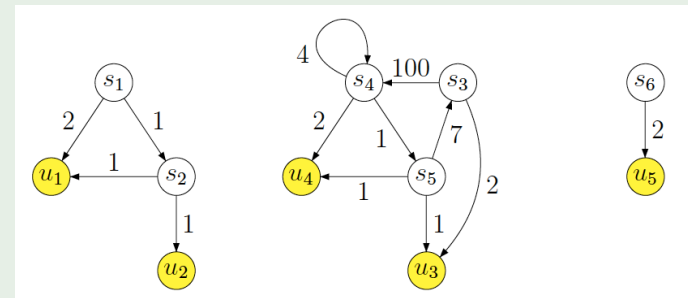 4
s₄ 100 s₃
s₁
s₆
2 1
2 1 7
2
u₁ 1 s₂
u₄ 1 s₅
2
u₅
1
1
u₂
u₃